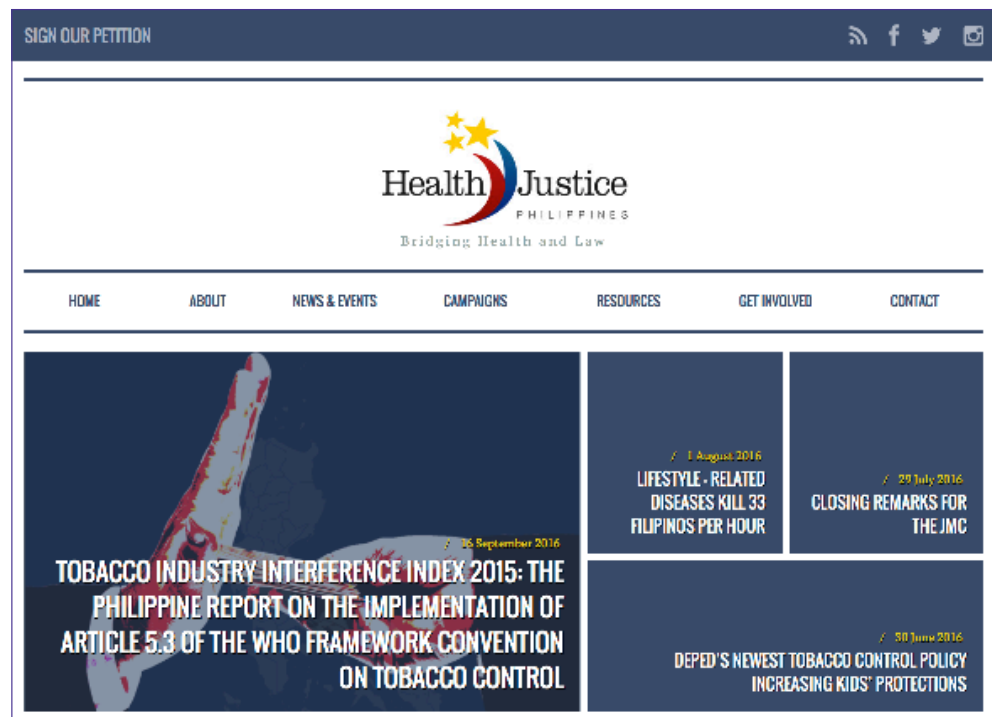 SIGN OUR PETITION
Health Justice
PHILIPPINES
Bridging Health and Law
HOME ABOUT NEWS & EVENTS CAMPAIGNS RESOURCES GET INVOLVED CONTACT
/ 16 September 2016
TOBACCO INDUSTRY INTERFERENCE INDEX 2015: THE
PHILIPPINE REPORT ON THE IMPLEMENTATION OF
ARTICLE 5.3 OF THE WHO FRAMEWORK CONVENTION
ON TOBACCO CONTROL
/ 1 August 2016
LIFESTYLE - RELATED
DISEASES KILL 33
FILIPINOS PER HOUR
/ 29 July 2016
CLOSING REMARKS FOR
THE JMC
/ 30 June 2016
DEPED'S NEWEST TOBACCO CONTROL POLICY
INCREASING KIDS' PROTECTIONS